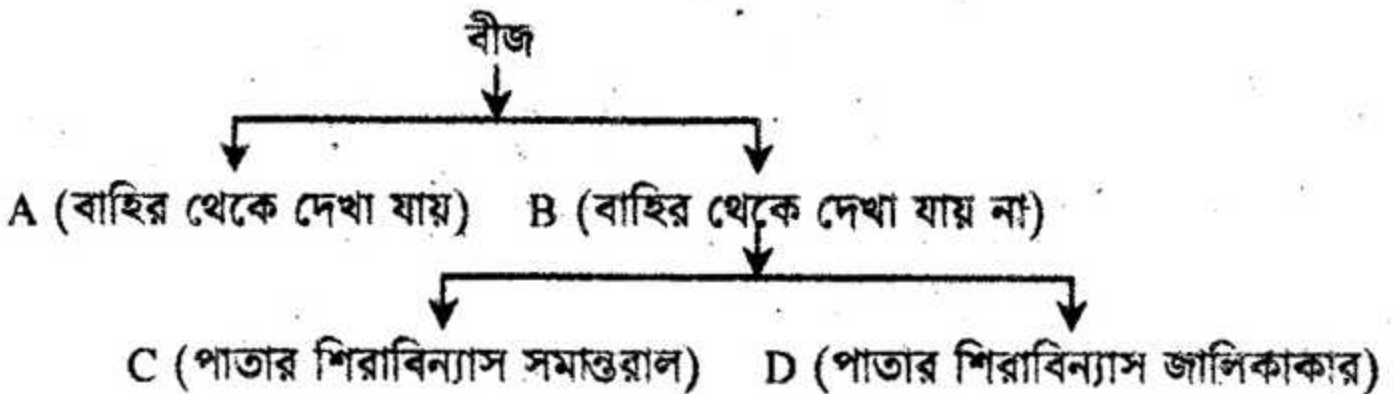 বীজ
A (বাহির থেকে দেখা যায়) B (বাহির থেকে দেখা যায় না)
C (পাতার শিরাবিন্যাস সমান্তরাল) D (পাতার শিরাবিন্যাস জালিকাকার)